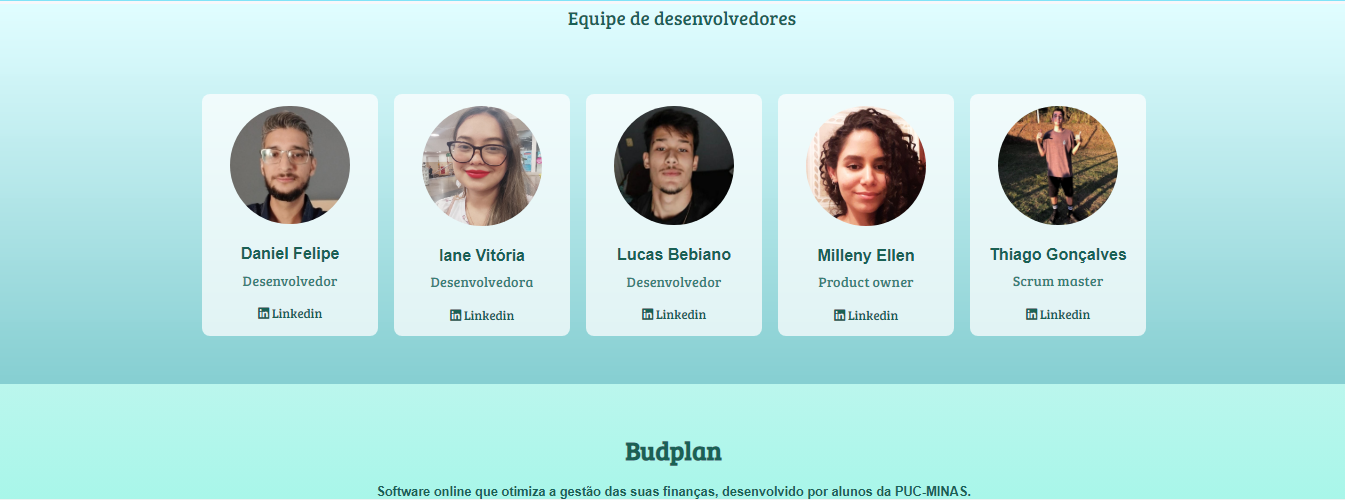 Equipe de desenvolvedores
Daniel Felipe
Desenvolvedor
Linkedin
Iane Vitória
Desenvolvedora
Linkedin
Lucas Bebiano
Desenvolvedor
Linkedin
Milleny Ellen
Product owner
Linkedin
Thiago Gonçalves
Scrum master
Linkedin
Budplan
Software online que otimiza a gestão das suas finanças, desenvolvido por alunos da PUC-MINAS.